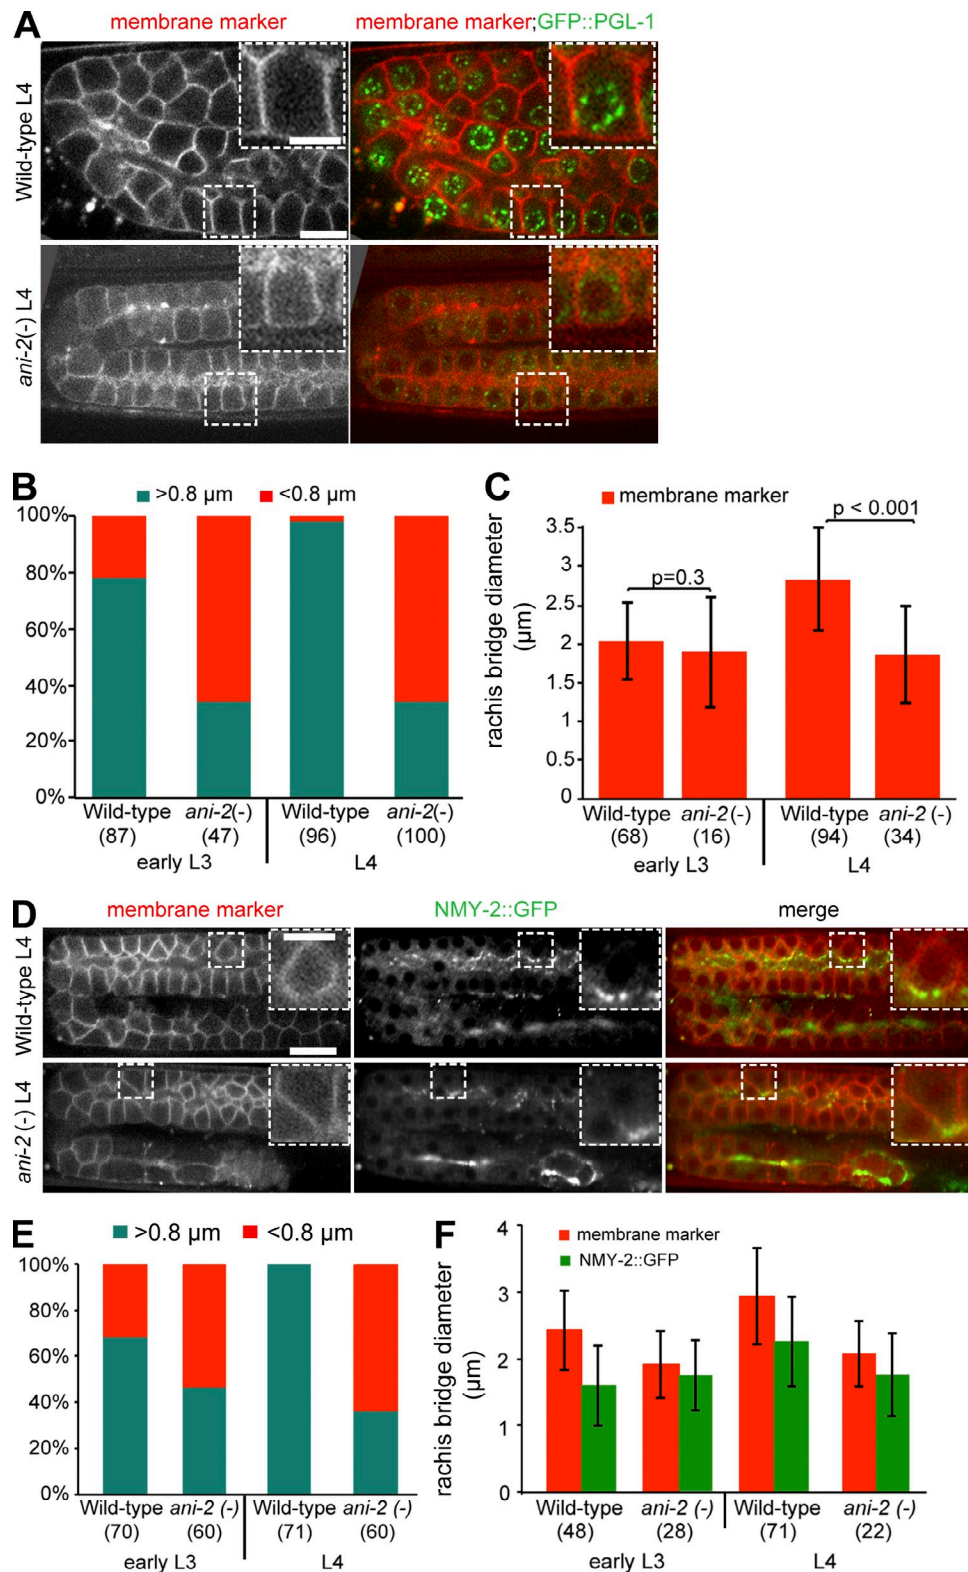 A
membrane marker
membrane marker;GFP::PGL-1
Wild-type L4
ani-2(-) L4
B
>0.8 µm
<0.8 µm
100%
80%
60%
40%
20%
0%
Wild-type
ani-2(-)
Wild-type
ani-2(-)
(87)
(47)
(96)
(100)
early L3
L4
C
membrane marker
rachis bridge diameter
(µm)
3.5
3
2.5
2
1.5
1
0.5
0
p=0.3
p < 0.001
Wild-type
ani-2 (-)
Wild-type
ani-2 (-)
(68)
(16)
(94)
(34)
early L3
L4
D
membrane marker
NMY-2::GFP
merge
Wild-type L4
ani-2 (-) L4
E
>0.8 µm
<0.8 µm
100%
80%
60%
40%
20%
0%
Wild-type
ani-2 (-)
Wild-type
ani-2 (-)
(70)
(60)
(71)
(60)
early L3
L4
F
membrane marker
NMY-2::GFP
rachis bridge diameter
(µm)
4
3
2
1
0
Wild-type
ani-2 (-)
Wild-type
ani-2 (-)
(48)
(28)
(71)
(22)
early L3
L4